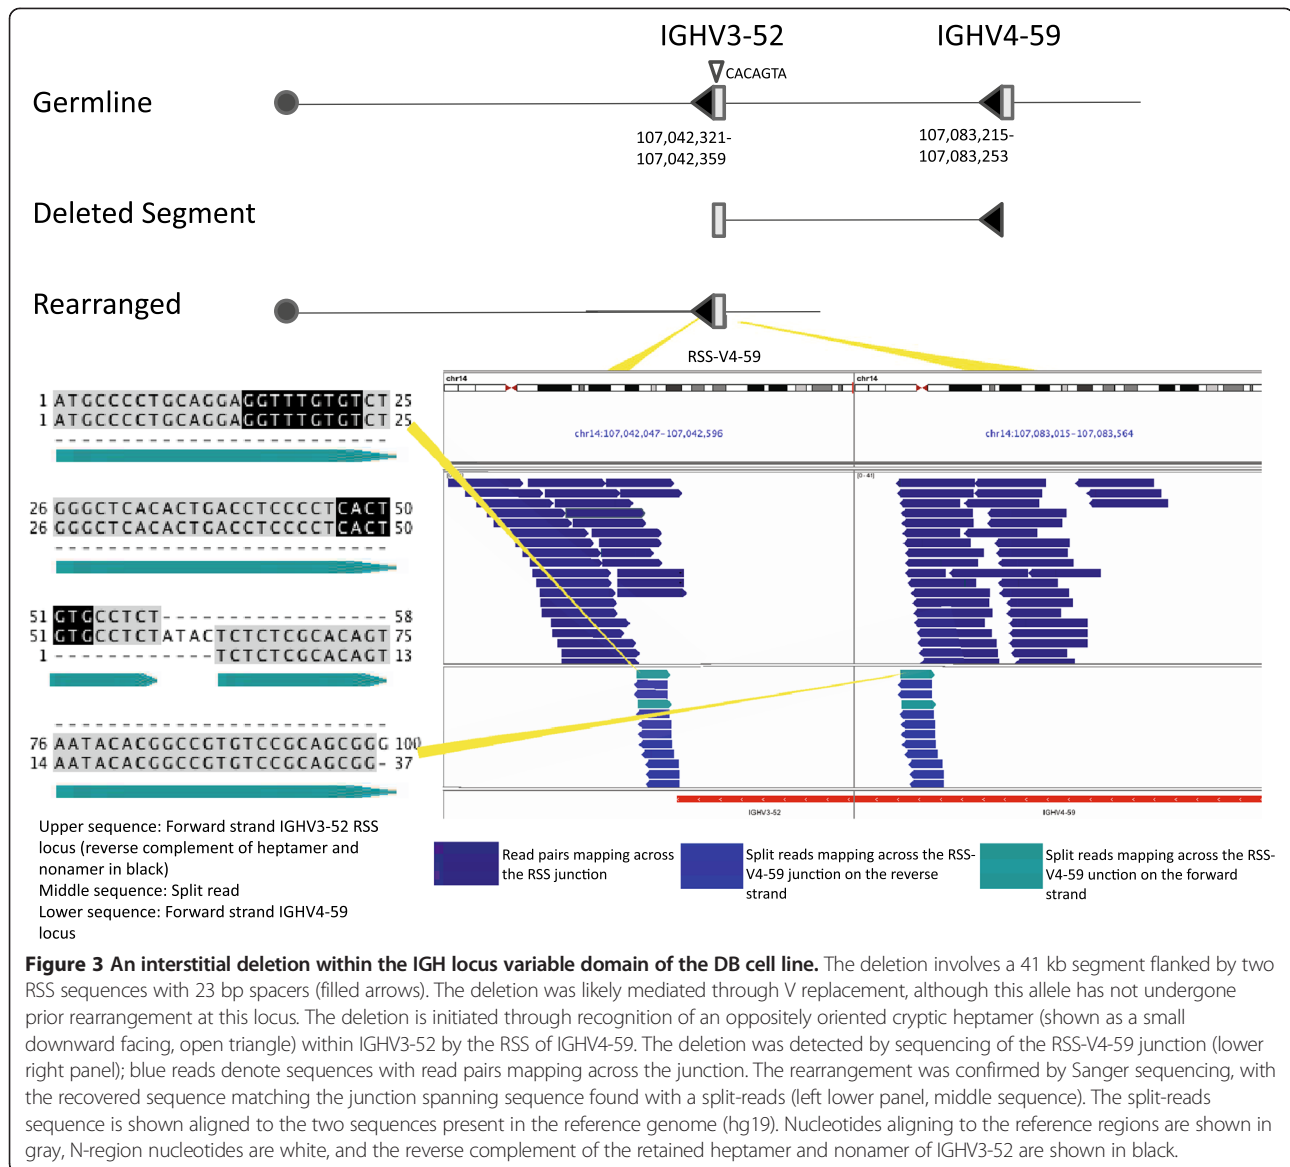 IGHV3-52
IGHV4-59
CACAGTA
Germline
107,042,321-
107,042,359
107,083,215-
107,083,253
Deleted Segment
Rearranged
RSS-V4-59
chr14
chr14
chr14:107,042,047-107,042,596
chr14:107,083,015-107,083,564
[0 - 41]
1 ATGCCCCTGCAGGAGGTTTGTGTCT 25
1 ATGCCCCTGCAGGAGGTTTGTGTCT 25
-------------------------
26 GGGCTCACACTGACCTCCCCTCACT 50
26 GGGCTCACACTGACCTCCCCTCACT 50
-------------------------
51 GTGCCTCT----------------- 58
51 GTGCCTCTATACTCTCTCGCACAGT 75
1 ------------TCTCTCGCACAGT 13
-------------------------
76 AATACACGGCCGTGTCCGCAGCGGG 100
14 AATACACGGCCGTGTCCGCAGCGG- 37
IGHV3-52
IGHV4-59
Upper sequence: Forward strand IGHV3-52 RSS
locus (reverse complement of heptamer and
nonamer in black)
Middle sequence: Split read
Lower sequence: Forward strand IGHV4-59
locus
Read pairs mapping across
the RSS junction
Split reads mapping across the RSS-
V4-59 junction on the reverse
strand
Split reads mapping across the RSS-
V4-59 unction on the forward
strand
Figure 3 An interstitial deletion within the IGH locus variable domain of the DB cell line. The deletion involves a 41 kb segment flanked by two
RSS sequences with 23 bp spacers (filled arrows). The deletion was likely mediated through V replacement, although this allele has not undergone
prior rearrangement at this locus. The deletion is initiated through recognition of an oppositely oriented cryptic heptamer (shown as a small
downward facing, open triangle) within IGHV3-52 by the RSS of IGHV4-59. The deletion was detected by sequencing of the RSS-V4-59 junction (lower
right panel); blue reads denote sequences with read pairs mapping across the junction. The rearrangement was confirmed by Sanger sequencing, with
the recovered sequence matching the junction spanning sequence found with a split-reads (left lower panel, middle sequence). The split-reads
sequence is shown aligned to the two sequences present in the reference genome (hg19). Nucleotides aligning to the reference regions are shown in
gray, N-region nucleotides are white, and the reverse complement of the retained heptamer and nonamer of IGHV3-52 are shown in black.